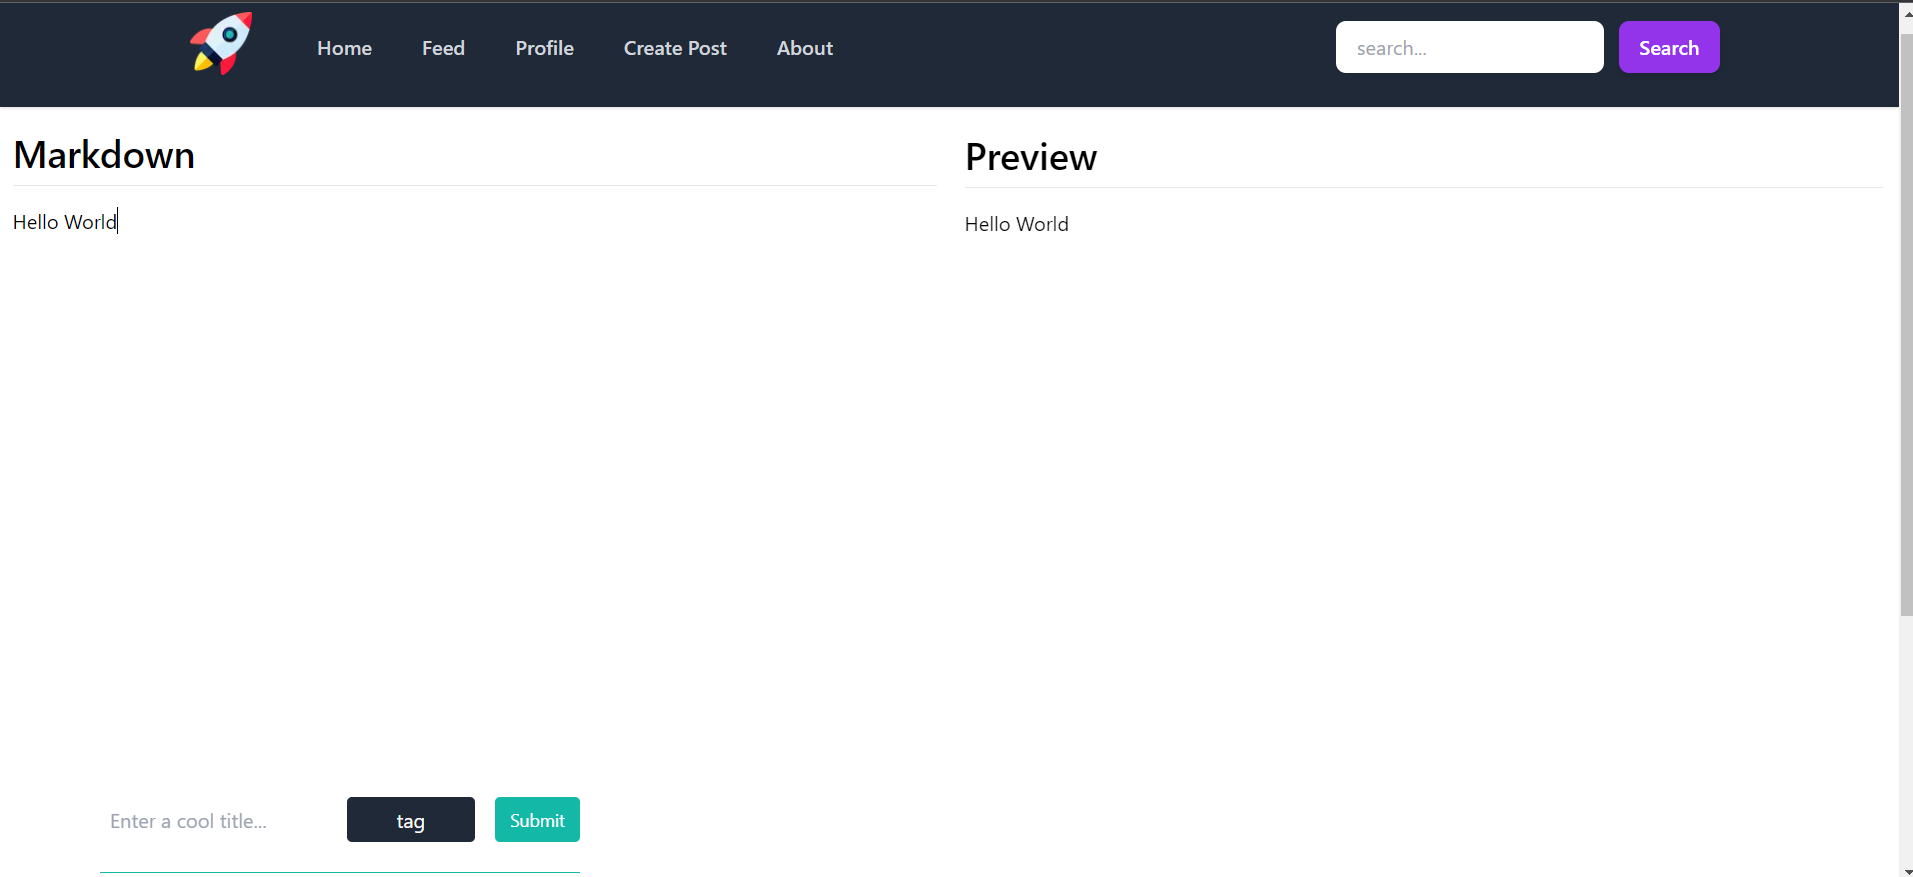 Home Feed Profile Create Post About search... Search
Markdown
Hello World
Preview
Hello World
Enter a cool title... tag Submit